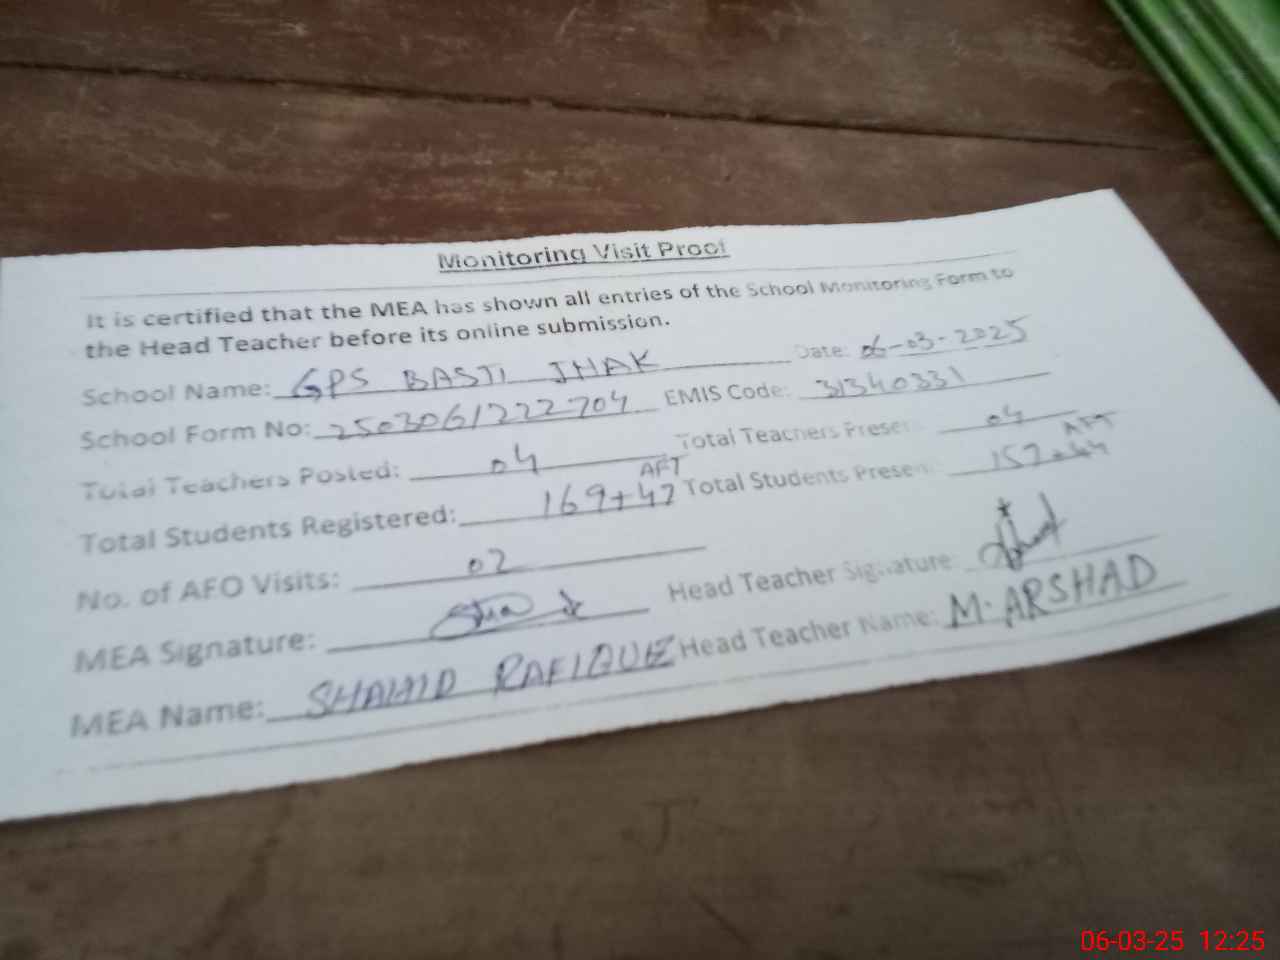 Monitoring Visit Proof
It is certified that the MEA has shown all entries of the School Monitoring Form to
the Head Teacher before its online submission.
School Name: GPS BASTI JHAK Date: 06-03-2025
School Form No: 2503061222704 EMIS Code: 31340331
Total Teachers Posted: 04 Total Teachers Present: 04
Total Students Registered: 169+47 AFT Total Students Present: 157+44 AFT
No. of AFO Visits: 02
MEA Signature: Head Teacher Signature:
MEA Name: SHAHID RAFIQUE Head Teacher Name: M. ARSHAD
06-03-25 12:25